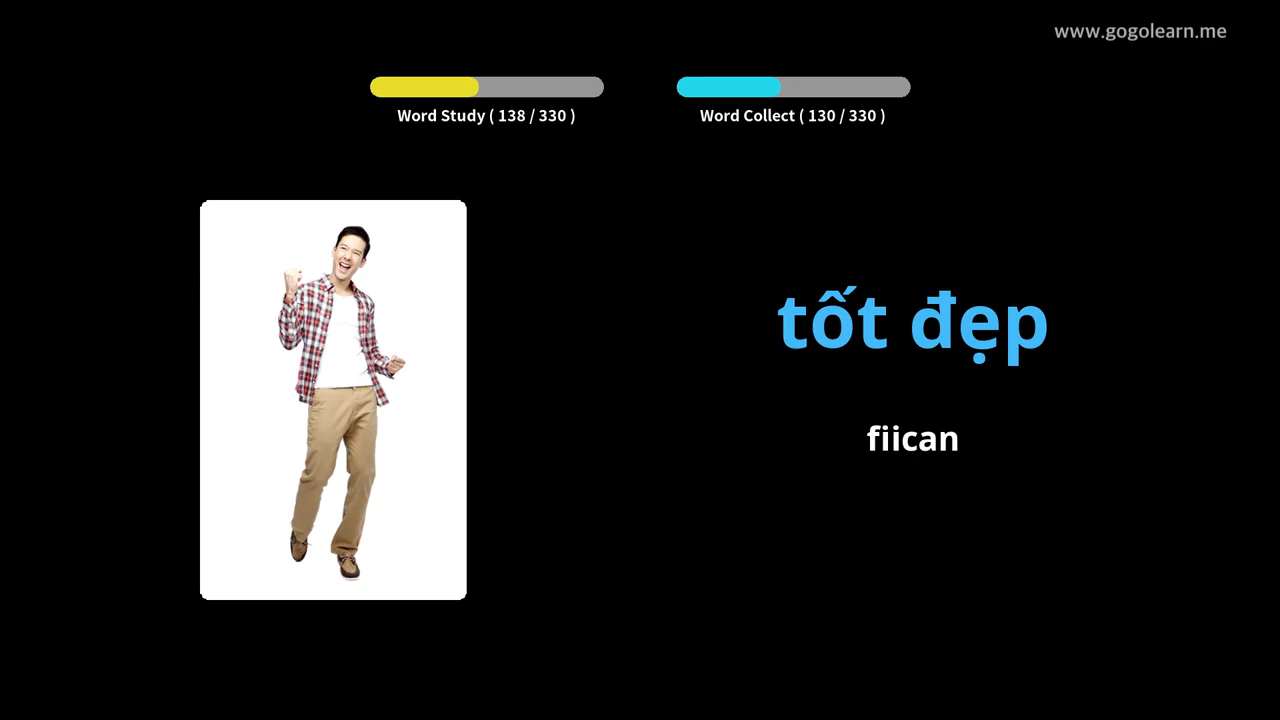 www.gogolearn.me
Word Study ( 138 / 330 )
Word Collect ( 130 / 330 )
tốt đẹp
fiican